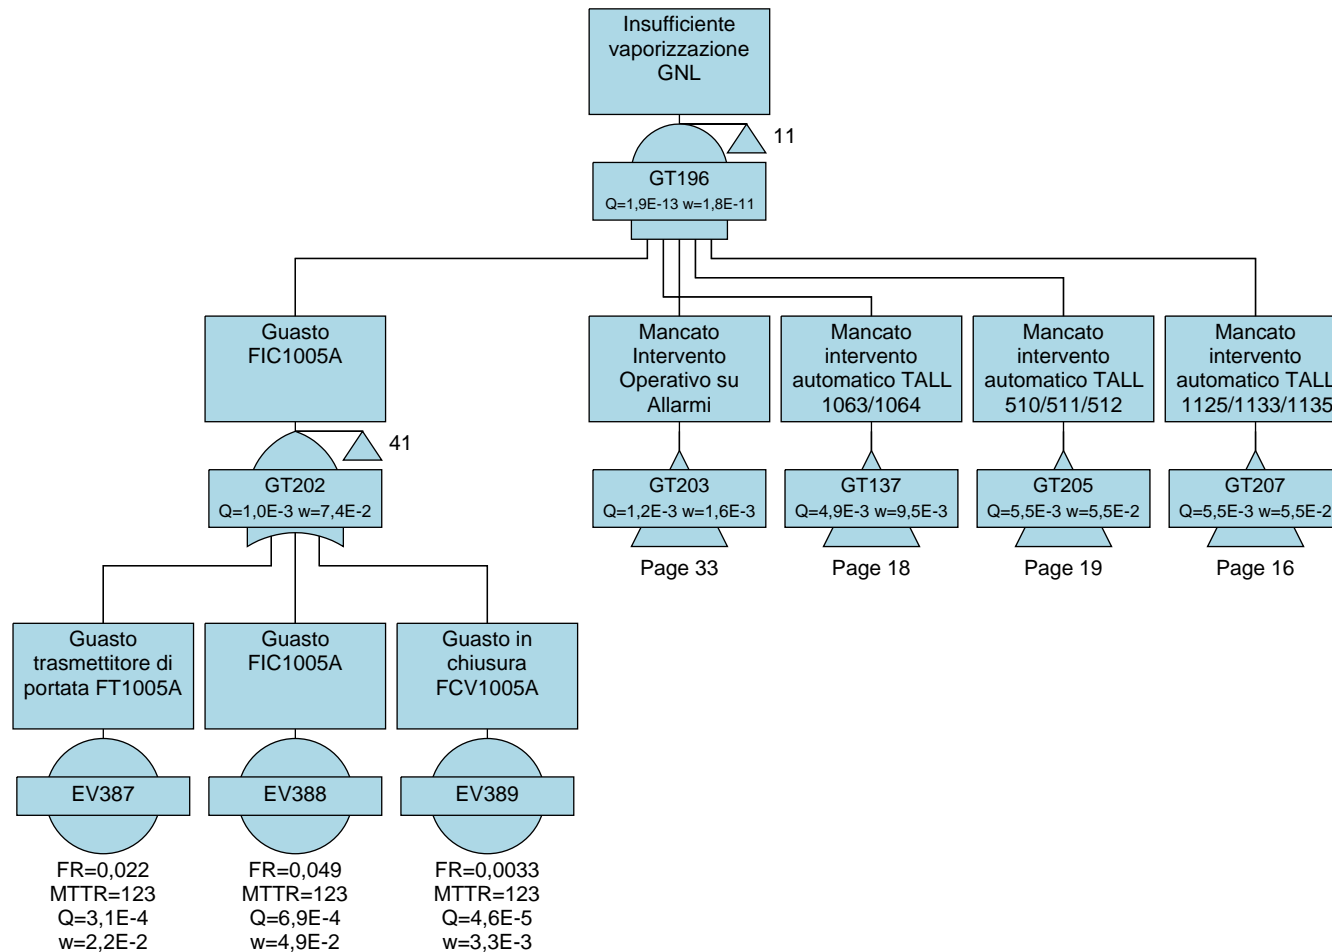 Insufficiente
vaporizzazione
GNL
11
GT196
Q=1,9E-13 w=1,8E-11
Guasto
FIC1005A
Mancato
Intervento
Operativo su
Allarmi
Mancato
intervento
automatico TALL
1063/1064
Mancato
intervento
automatico TALL
510/511/512
Mancato
intervento
automatico TALL
1125/1133/1135
41
GT202
Q=1,0E-3 w=7,4E-2
GT203
Q=1,2E-3 w=1,6E-3
Page 33
GT137
Q=4,9E-3 w=9,5E-3
Page 18
GT205
Q=5,5E-3 w=5,5E-2
Page 19
GT207
Q=5,5E-3 w=5,5E-2
Page 16
Guasto
trasmettitore di
portata FT1005A
Guasto
FIC1005A
Guasto in
chiusura
FCV1005A
EV387
FR=0,022
MTTR=123
Q=3,1E-4
w=2,2E-2
EV388
FR=0,049
MTTR=123
Q=6,9E-4
w=4,9E-2
EV389
FR=0,0033
MTTR=123
Q=4,6E-5
w=3,3E-3